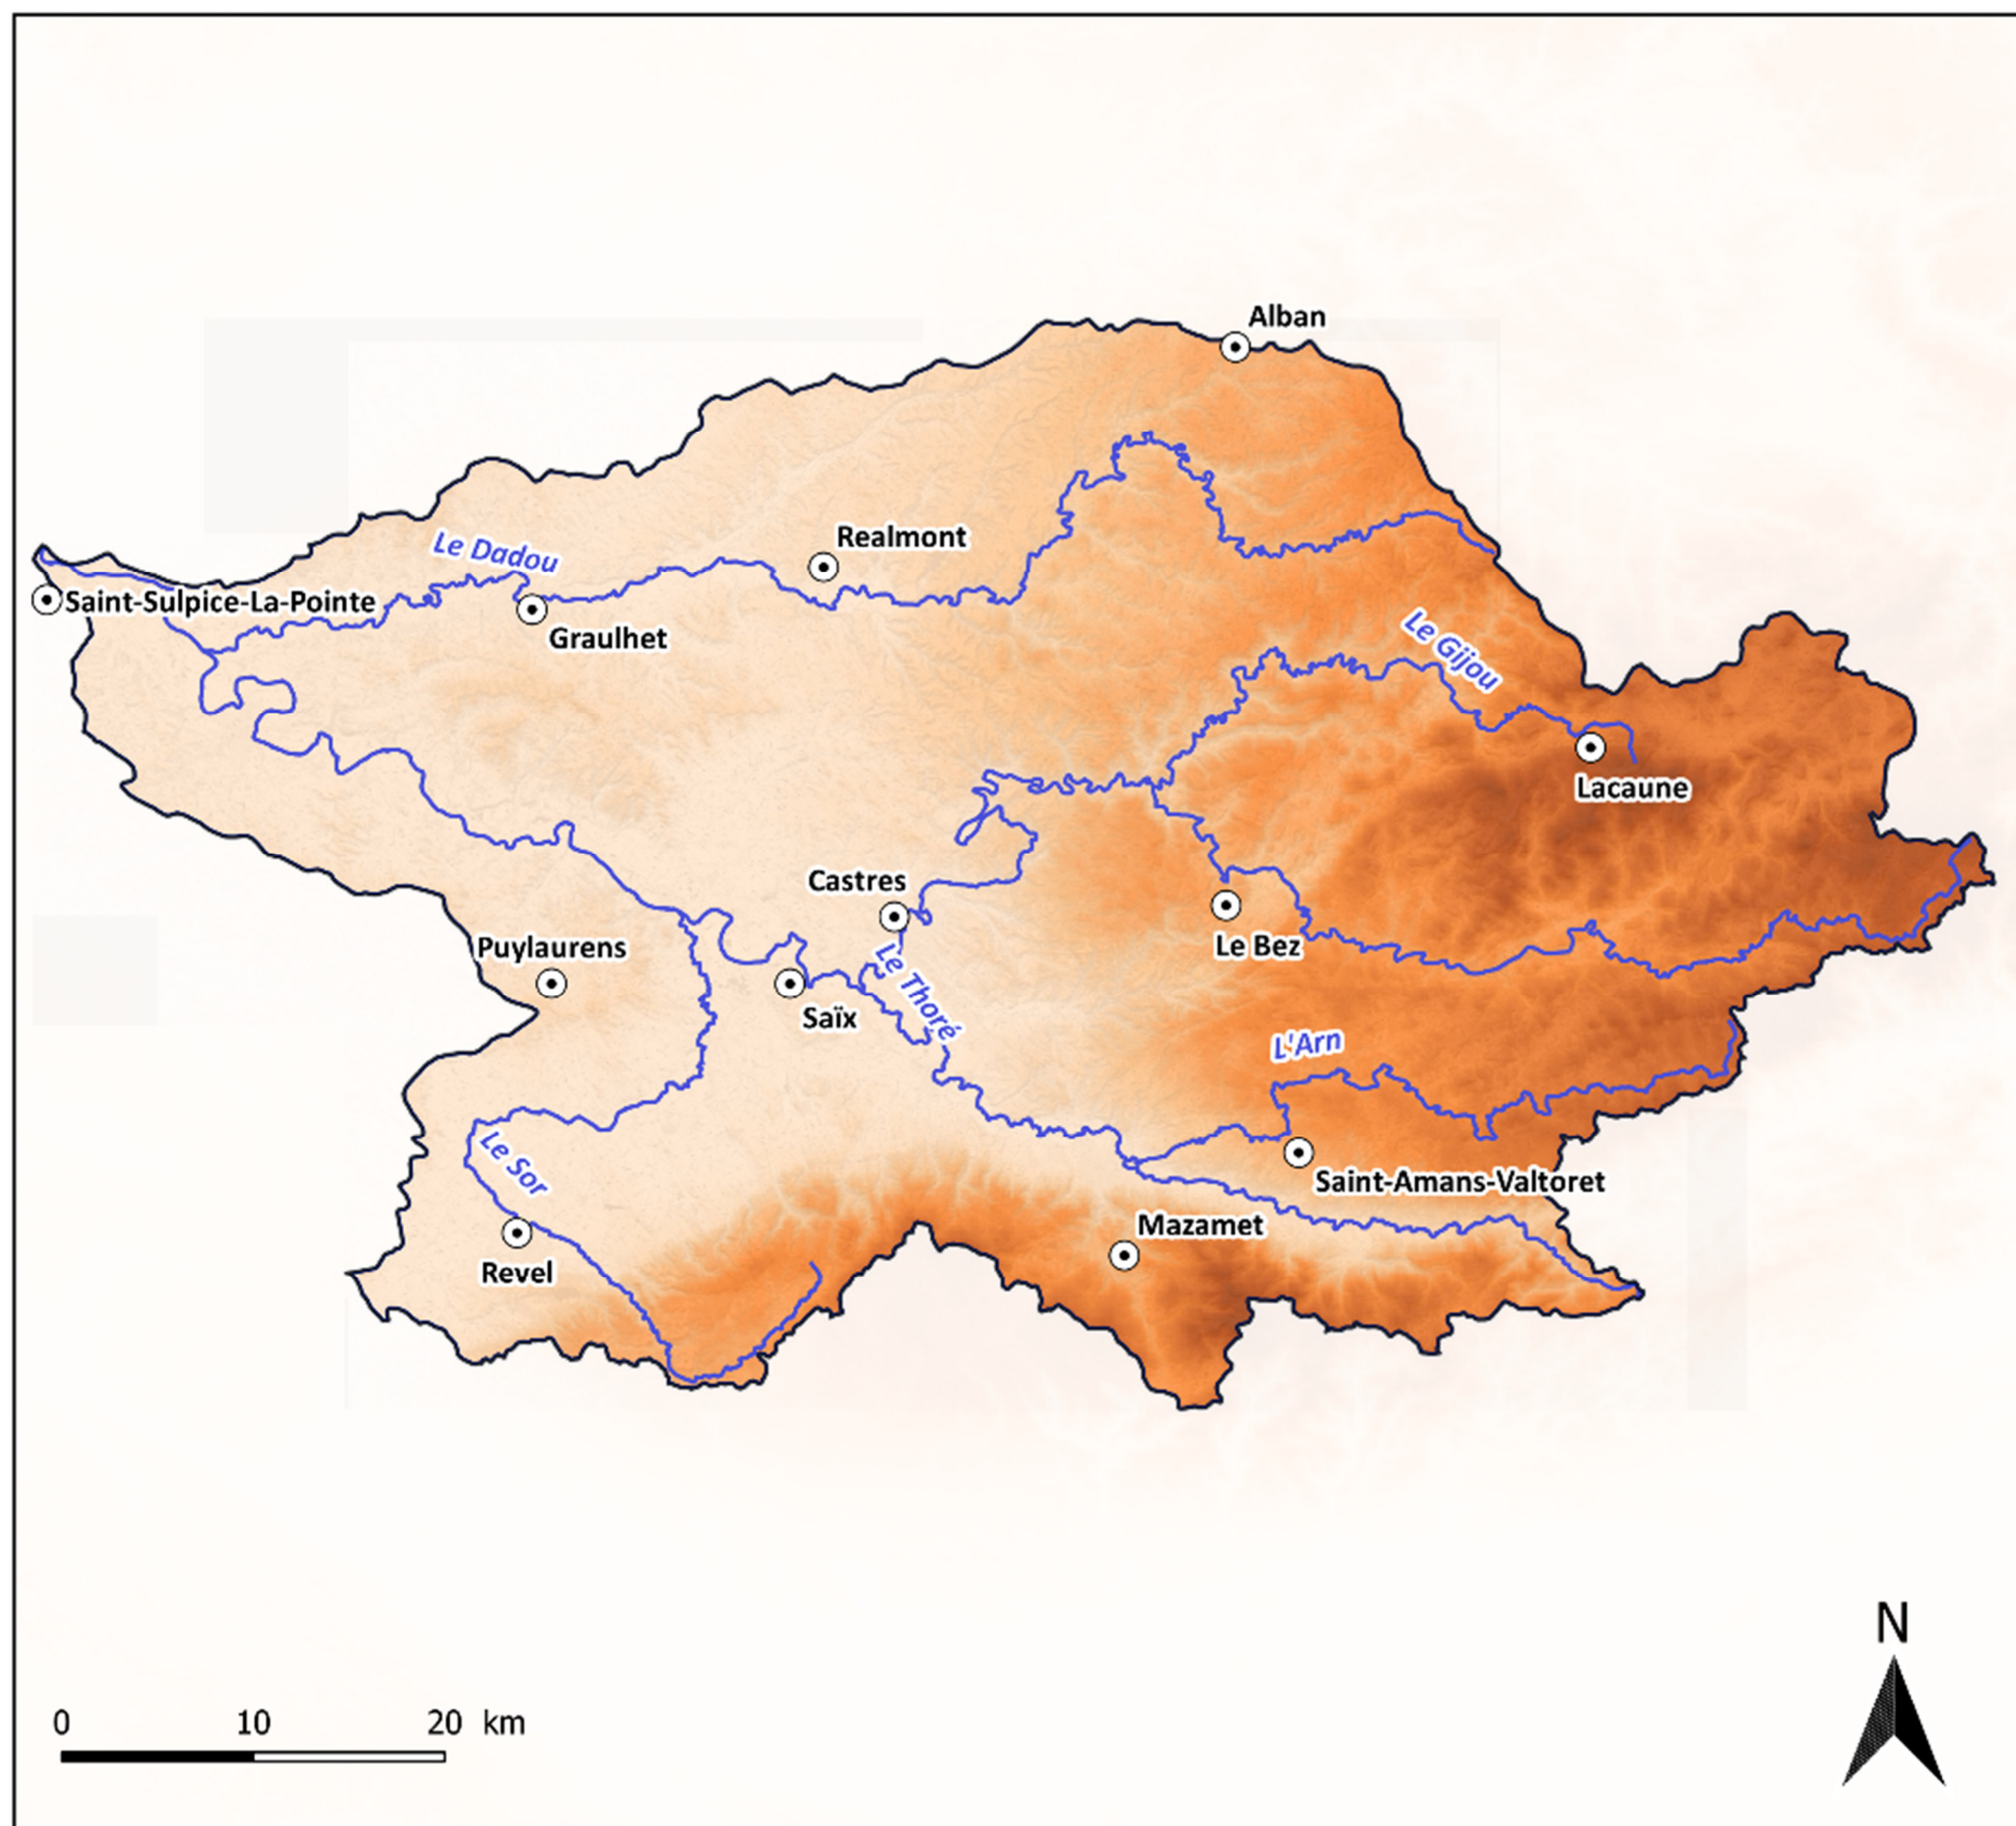 Alban
Realmont
Le Dadou
Saint-Sulpice-La-Pointe
Graulhet
Le Gijou
Lacaune
Castres
Puylaurens
Le Bez
Le Thoré
Saïx
L'Arn
Le Sor
Saint-Amans-Valtoret
Mazamet
Revel
N
0 10 20 km